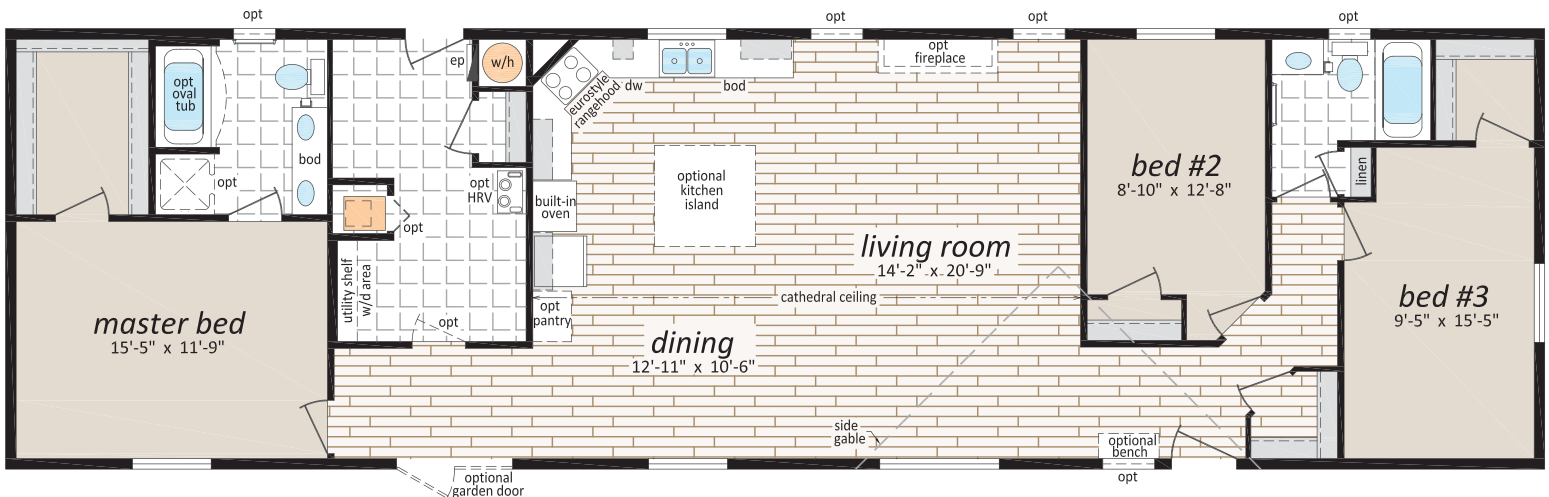 opt
opt
opt
opt
ep
w/h
opt
oval
tub
opt
fireplace
dw
bod
eurostyle
rangehood
bod
opt
opt
HRV
built-in
oven
optional
kitchen
island
bed #2
8'-10" x 12'-8"
linen
opt
living room
14'-2" x 20'-9"
utility shelf
w/d area
cathedral ceiling
opt
pantry
opt
master bed
15'-5" x 11'-9"
dining
12'-11" x 10'-6"
bed #3
9'-5" x 15'-5"
side
gable
optional
bench
opt
optional
garden door